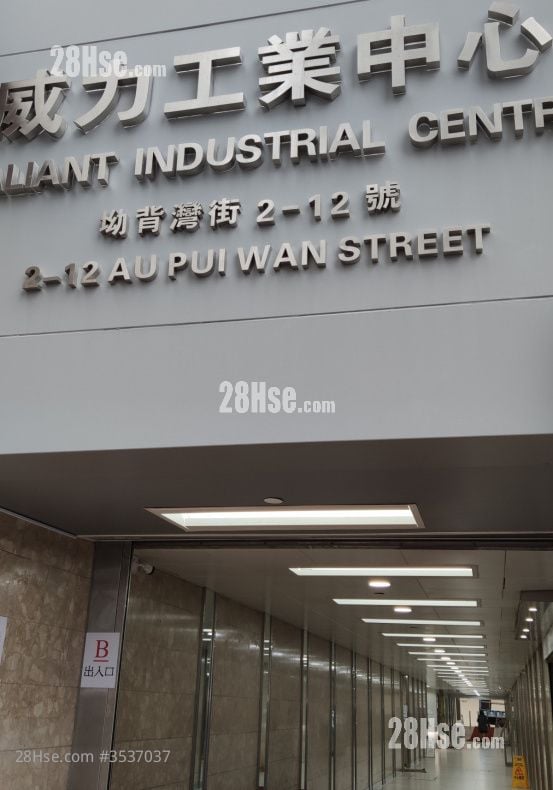 威力工業中心
28Hse.com
LIANT INDUSTRIAL CENTR
坳背灣街 2-12 號
2-12 AU PUI WAN STREET
28Hse.com
B
出入口
28Hse.com
28Hse.com #3537037